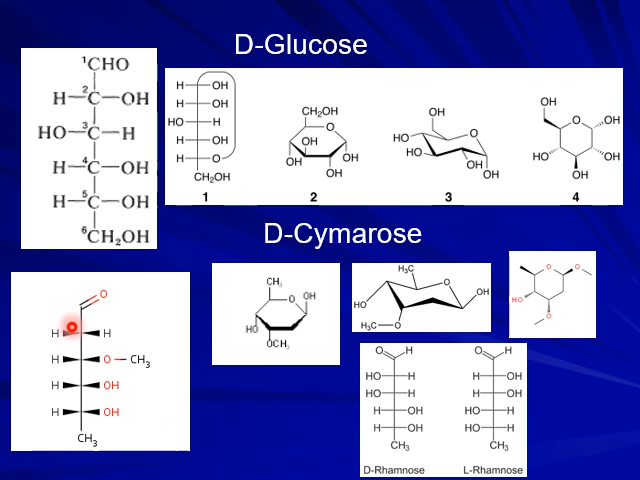 D-Glucose
1CHO
H-2C-OH
HO-3C-H
H-4C-OH
H-5C-OH
6CH2OH
H OH
H OH
HO H
H OH
H O
CH2OH
1
CH2OH
O
OH
OH
OH
OH
2
OH
O
HO
HO
OH
OH
3
OH
O
OH
HO
OH
OH
4
D-Cymarose
O
H H
H O-CH3
H OH
H OH
CH3
CH3
O
OH
HO
OCH3
H3C
O
OH
HO
H3C-O
O
O
HO
O
O H
HO H
HO H
H OH
H OH
CH3
D-Rhamnose
O H
H OH
H OH
HO H
HO H
CH3
L-Rhamnose